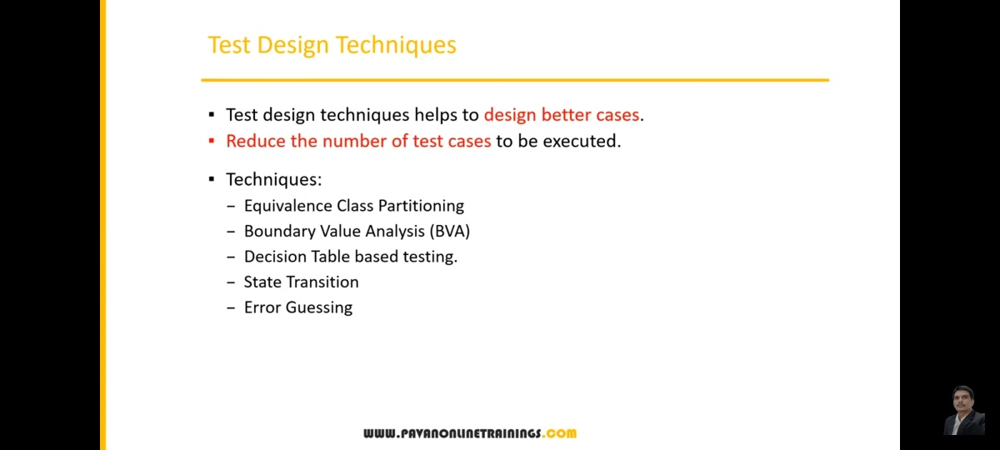 Test Design Techniques
▪ Test design techniques helps to design better cases.
▪ Reduce the number of test cases to be executed.
▪ Techniques:
– Equivalence Class Partitioning
– Boundary Value Analysis (BVA)
– Decision Table based testing.
– State Transition
– Error Guessing
WWW.PAVANONLINETRAININGS.COM